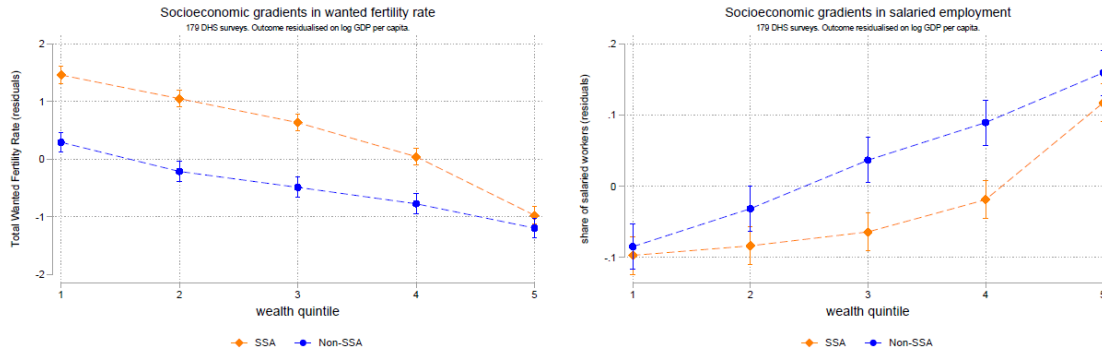 Socioeconomic gradients in wanted fertility rate
179 DHS surveys. Outcome residualised on log GDP per capita.
Total Wanted Fertility Rate (residuals)
2
1
0
-1
-2
1 2 3 4 5
wealth quintile
SSA Non-SSA
Socioeconomic gradients in salaried employment
179 DHS surveys. Outcome residualised on log GDP per capita.
share of salaried workers (residuals)
.2
.1
0
-.1
1 2 3 4 5
wealth quintile
SSA Non-SSA